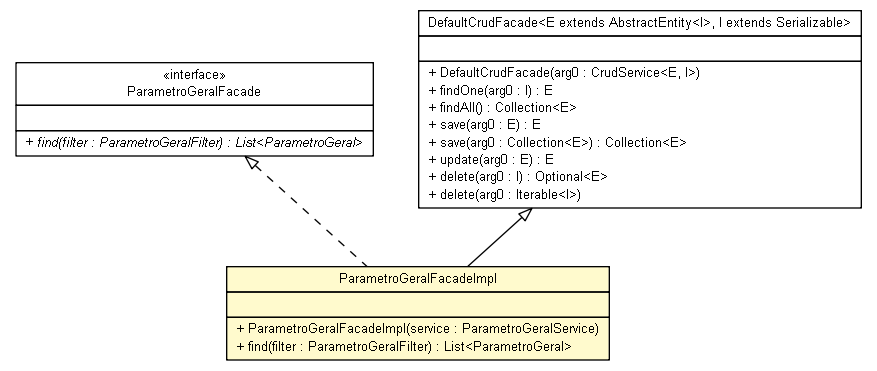 «interface»
ParametroGeralFacade
+ find(filter : ParametroGeralFilter) : List<ParametroGeral>
DefaultCrudFacade<E extends AbstractEntity<I>, I extends Serializable>
+ DefaultCrudFacade(arg0 : CrudService<E, I>)
+ findOne(arg0 : I) : E
+ findAll() : Collection<E>
+ save(arg0 : E) : E
+ save(arg0 : Collection<E>) : Collection<E>
+ update(arg0 : E) : E
+ delete(arg0 : I) : Optional<E>
+ delete(arg0 : Iterable<I>)
ParametroGeralFacadeImpl
+ ParametroGeralFacadeImpl(service : ParametroGeralService)
+ find(filter : ParametroGeralFilter) : List<ParametroGeral>